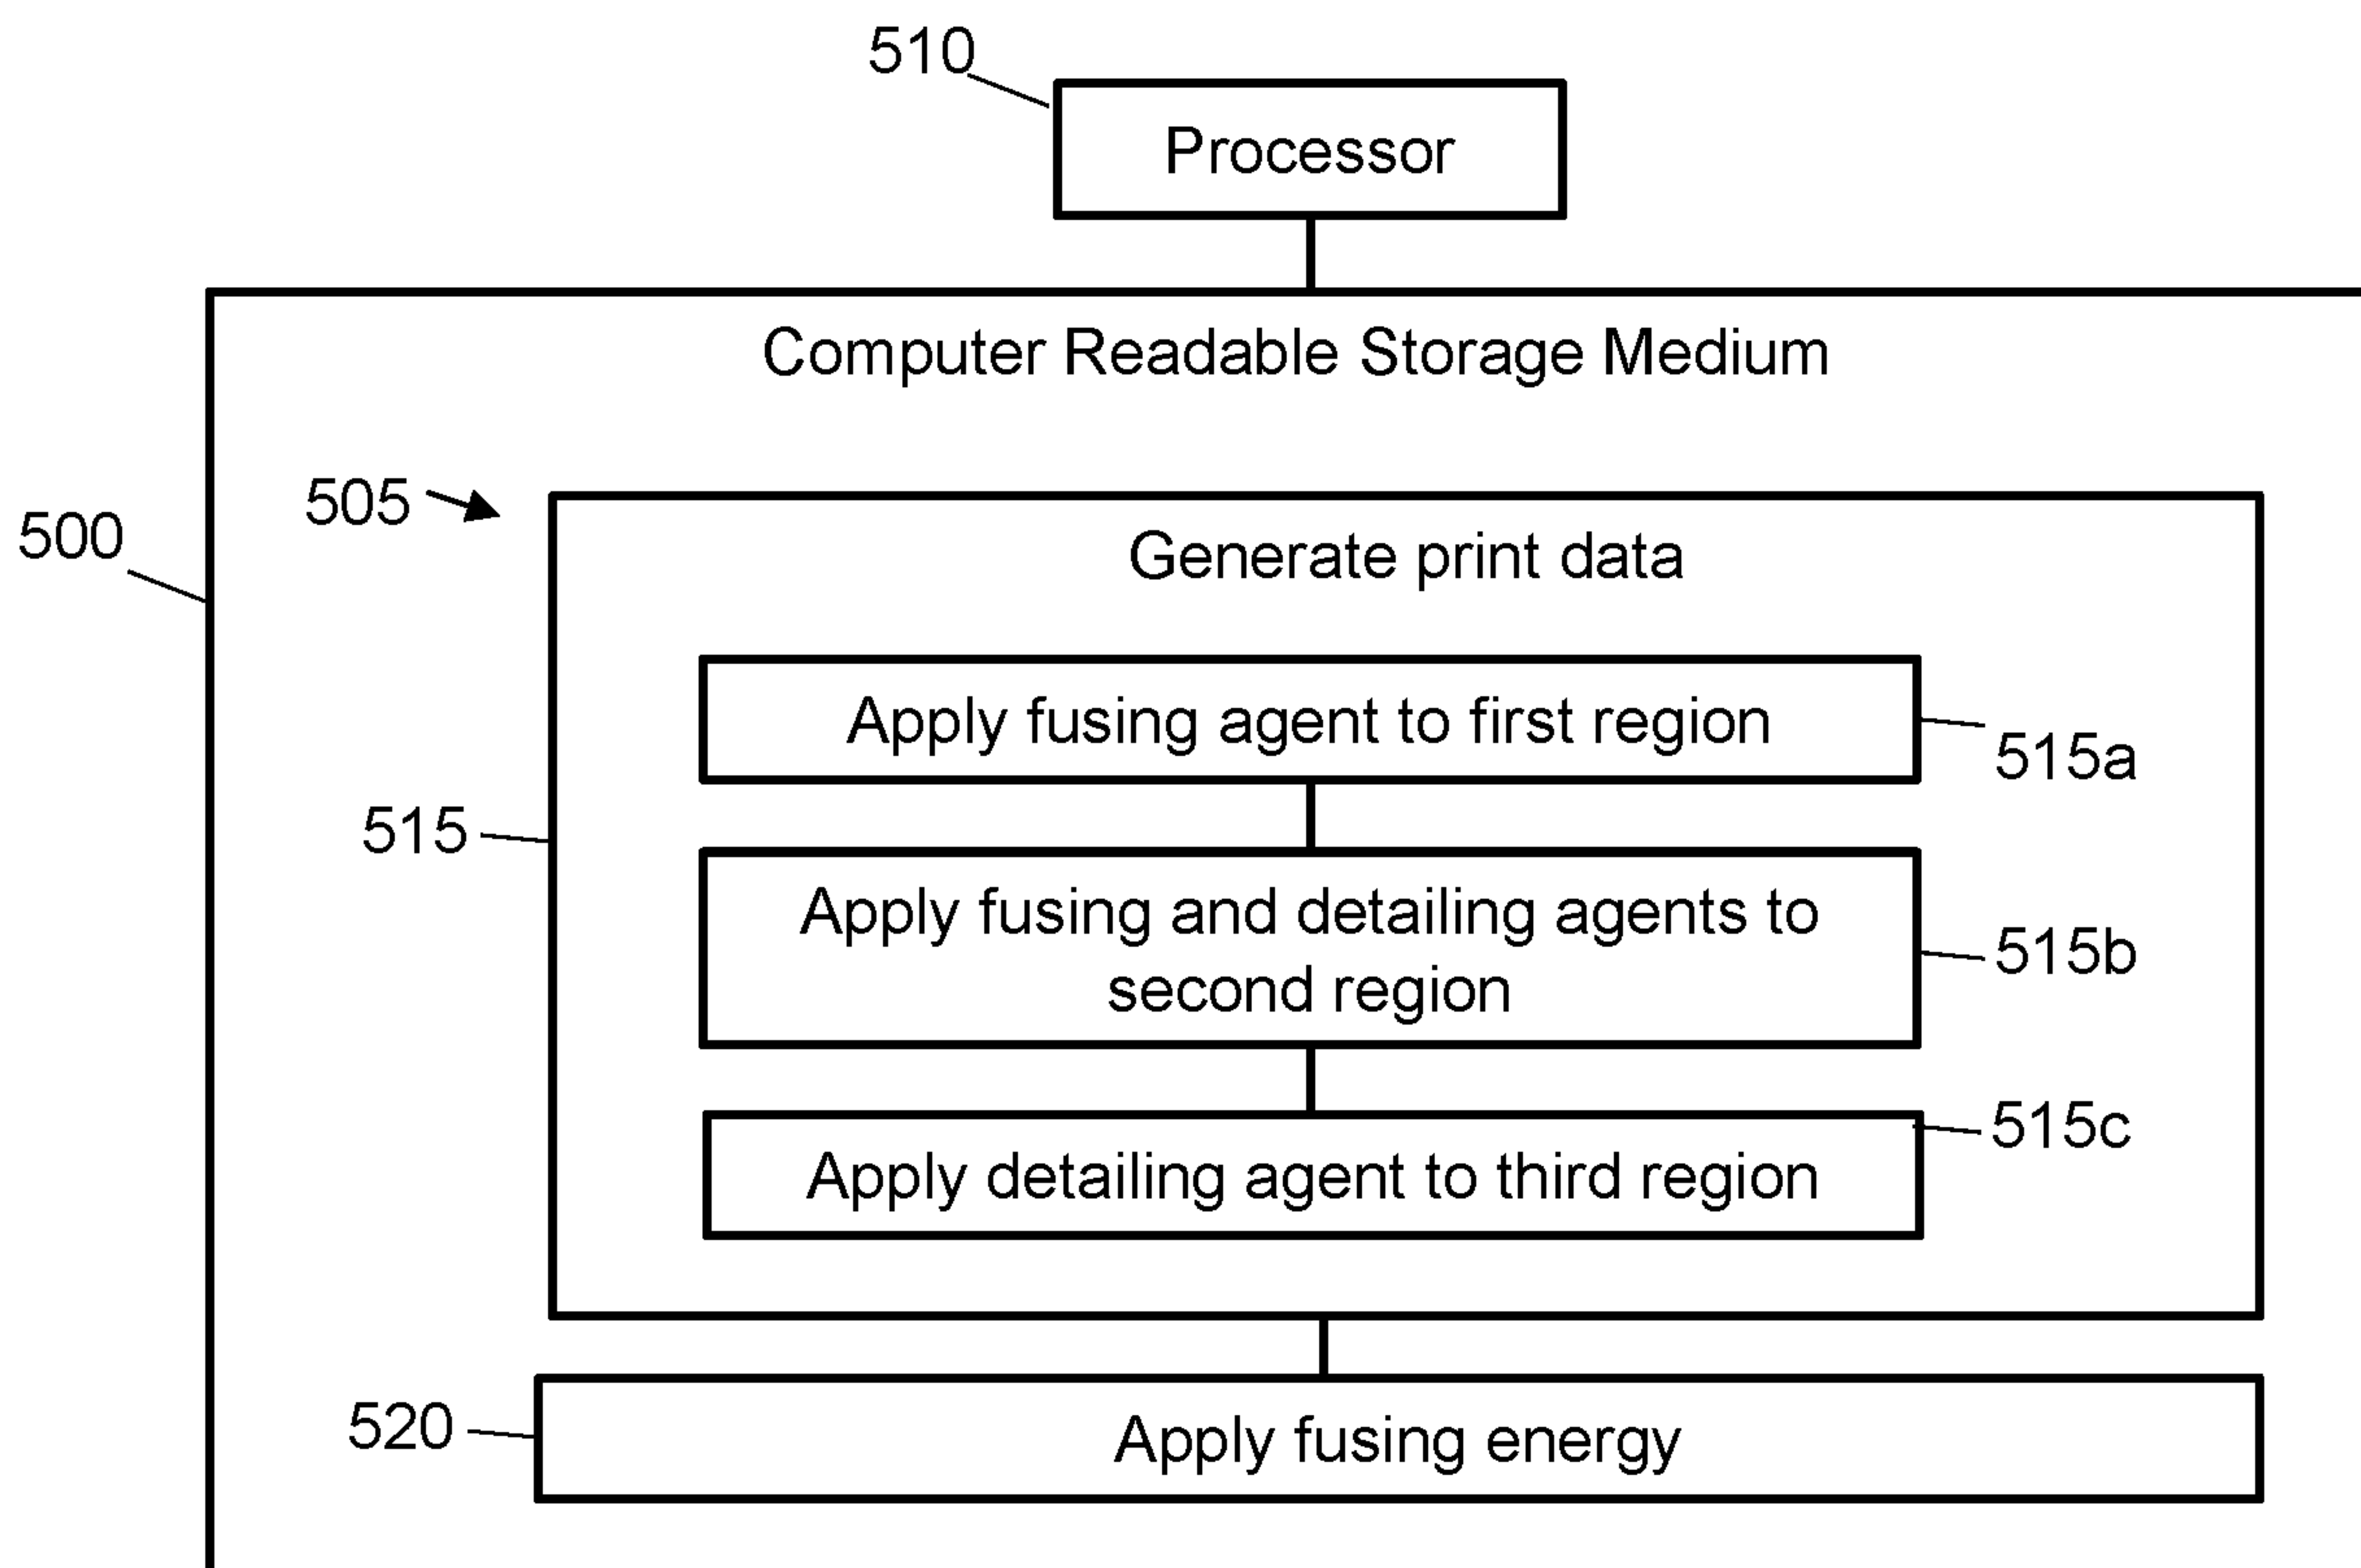 510
Processor
Computer Readable Storage Medium
505
500
Generate print data
Apply fusing agent to first region
515a
515
Apply fusing and detailing agents to
second region
515b
515c
Apply detailing agent to third region
520
Apply fusing energy